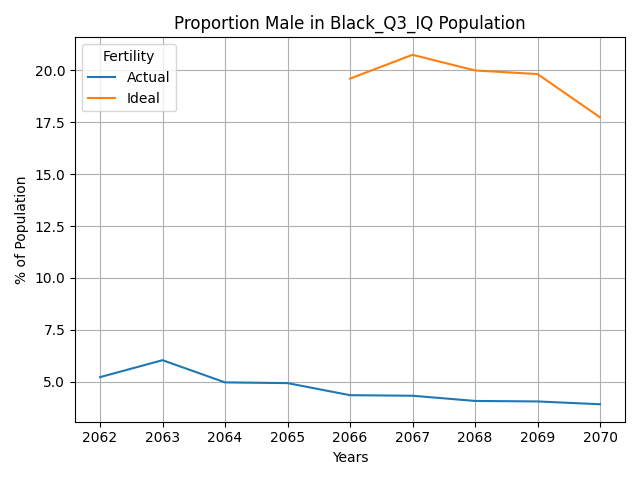 Proportion Male in Black_Q3_IQ Population
Fertility
Actual
Ideal
% of Population
20.0
17.5
15.0
12.5
10.0
7.5
5.0
2062 2063 2064 2065 2066 2067 2068 2069 2070
Years